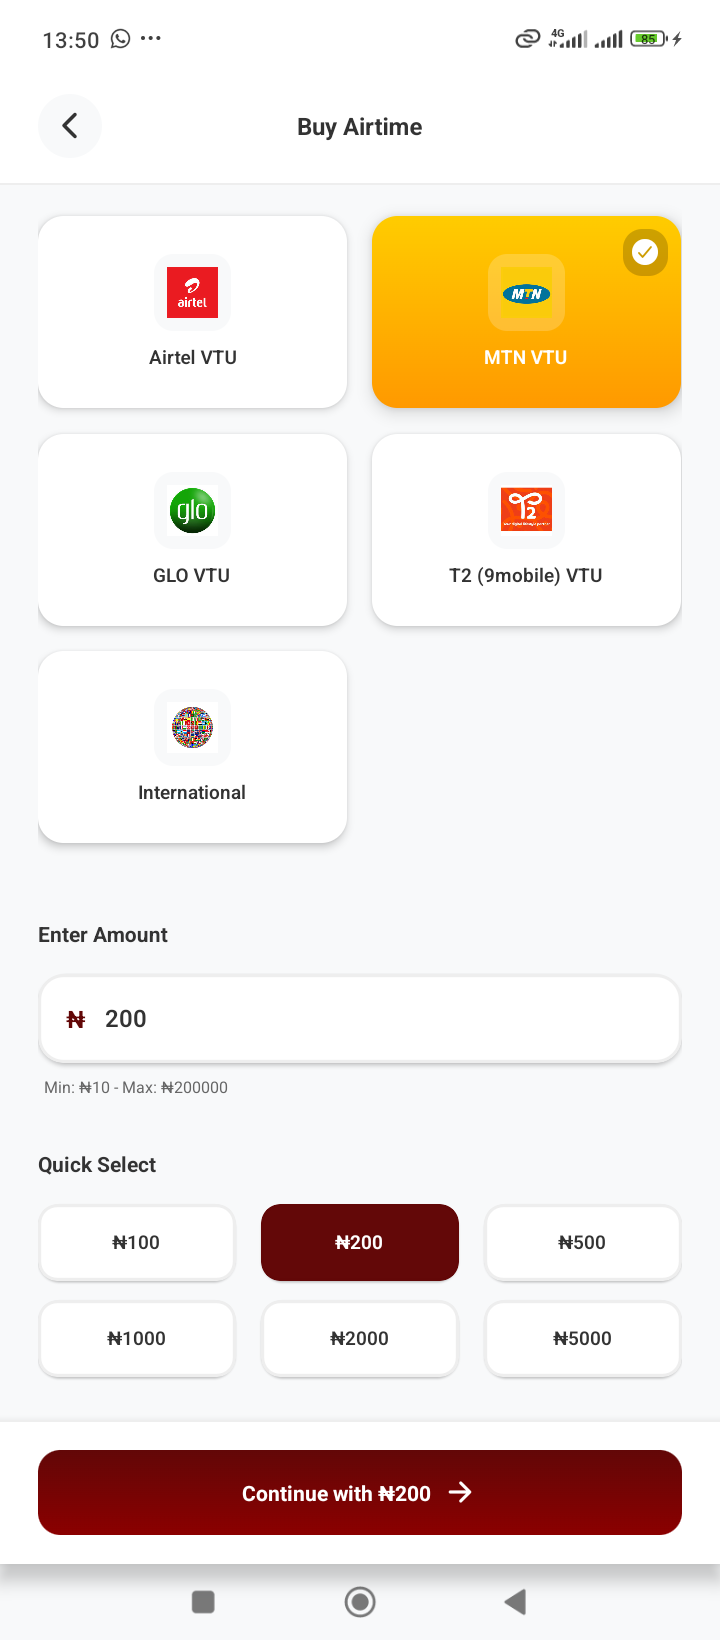 13:50
4G
85
Buy Airtime
airtel
Airtel VTU
MTN
MTN VTU
glo
GLO VTU
T2
T2 (9mobile) VTU
International
Enter Amount
₦ 200
Min: ₦10 - Max: ₦200000
Quick Select
₦100
₦200
₦500
₦1000
₦2000
₦5000
Continue with ₦200